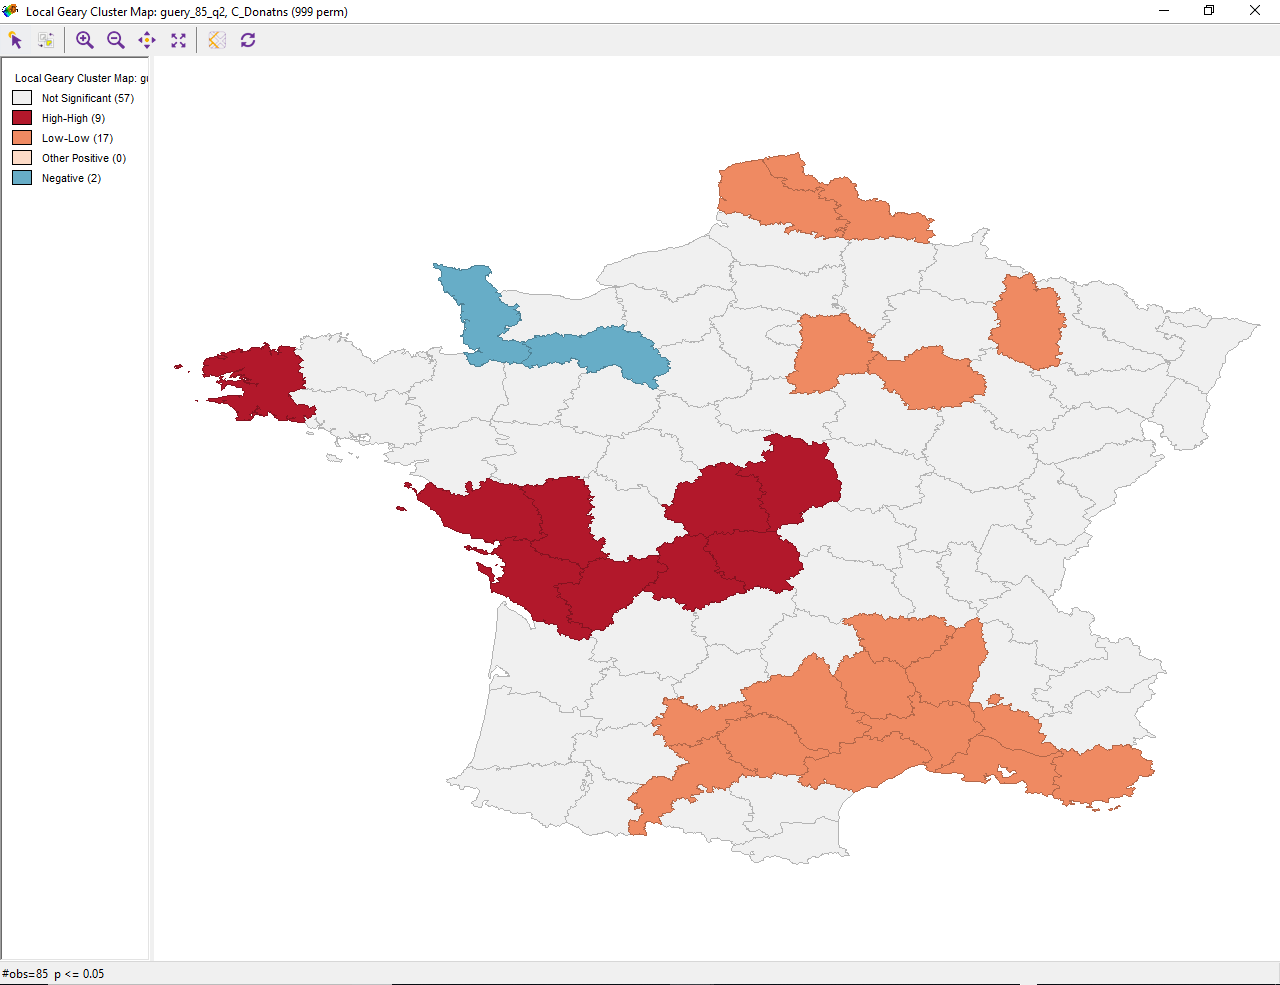 Local Geary Cluster Map: guery_85_q2, C_Donatns (999 perm)
Local Geary Cluster Map: gu
Not Significant (57)
High-High (9)
Low-Low (17)
Other Positive (0)
Negative (2)
#obs=85 p <= 0.05